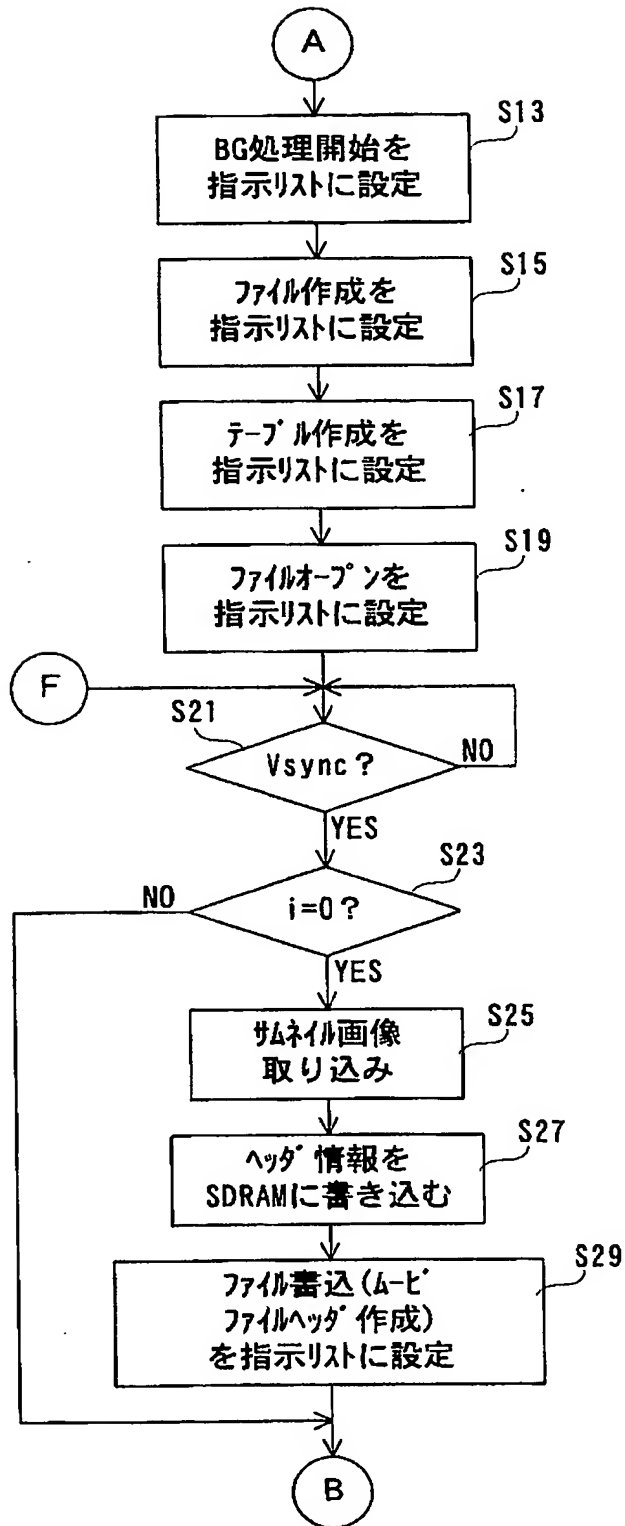 A
S13
BG処理開始を
指示リストに設定
S15
ファイル作成を
指示リストに設定
S17
テーブル作成を
指示リストに設定
S19
ファイルオープンを
指示リストに設定
F
S21
Vsync?
NO
YES
S23
NO
i=0?
YES
S25
サムネイル画像
取り込み
S27
ヘッダ情報を
SDRAMに書き込む
S29
ファイル書込(ムービ
ファイルヘッダ作成)
を指示リストに設定
B